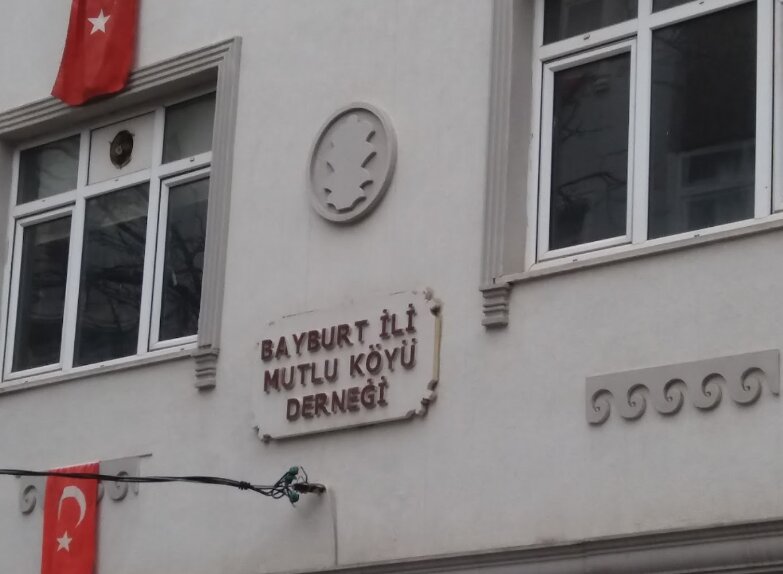 BAYBURT İLİ
MUTLU KÖYÜ
DERNEĞİ